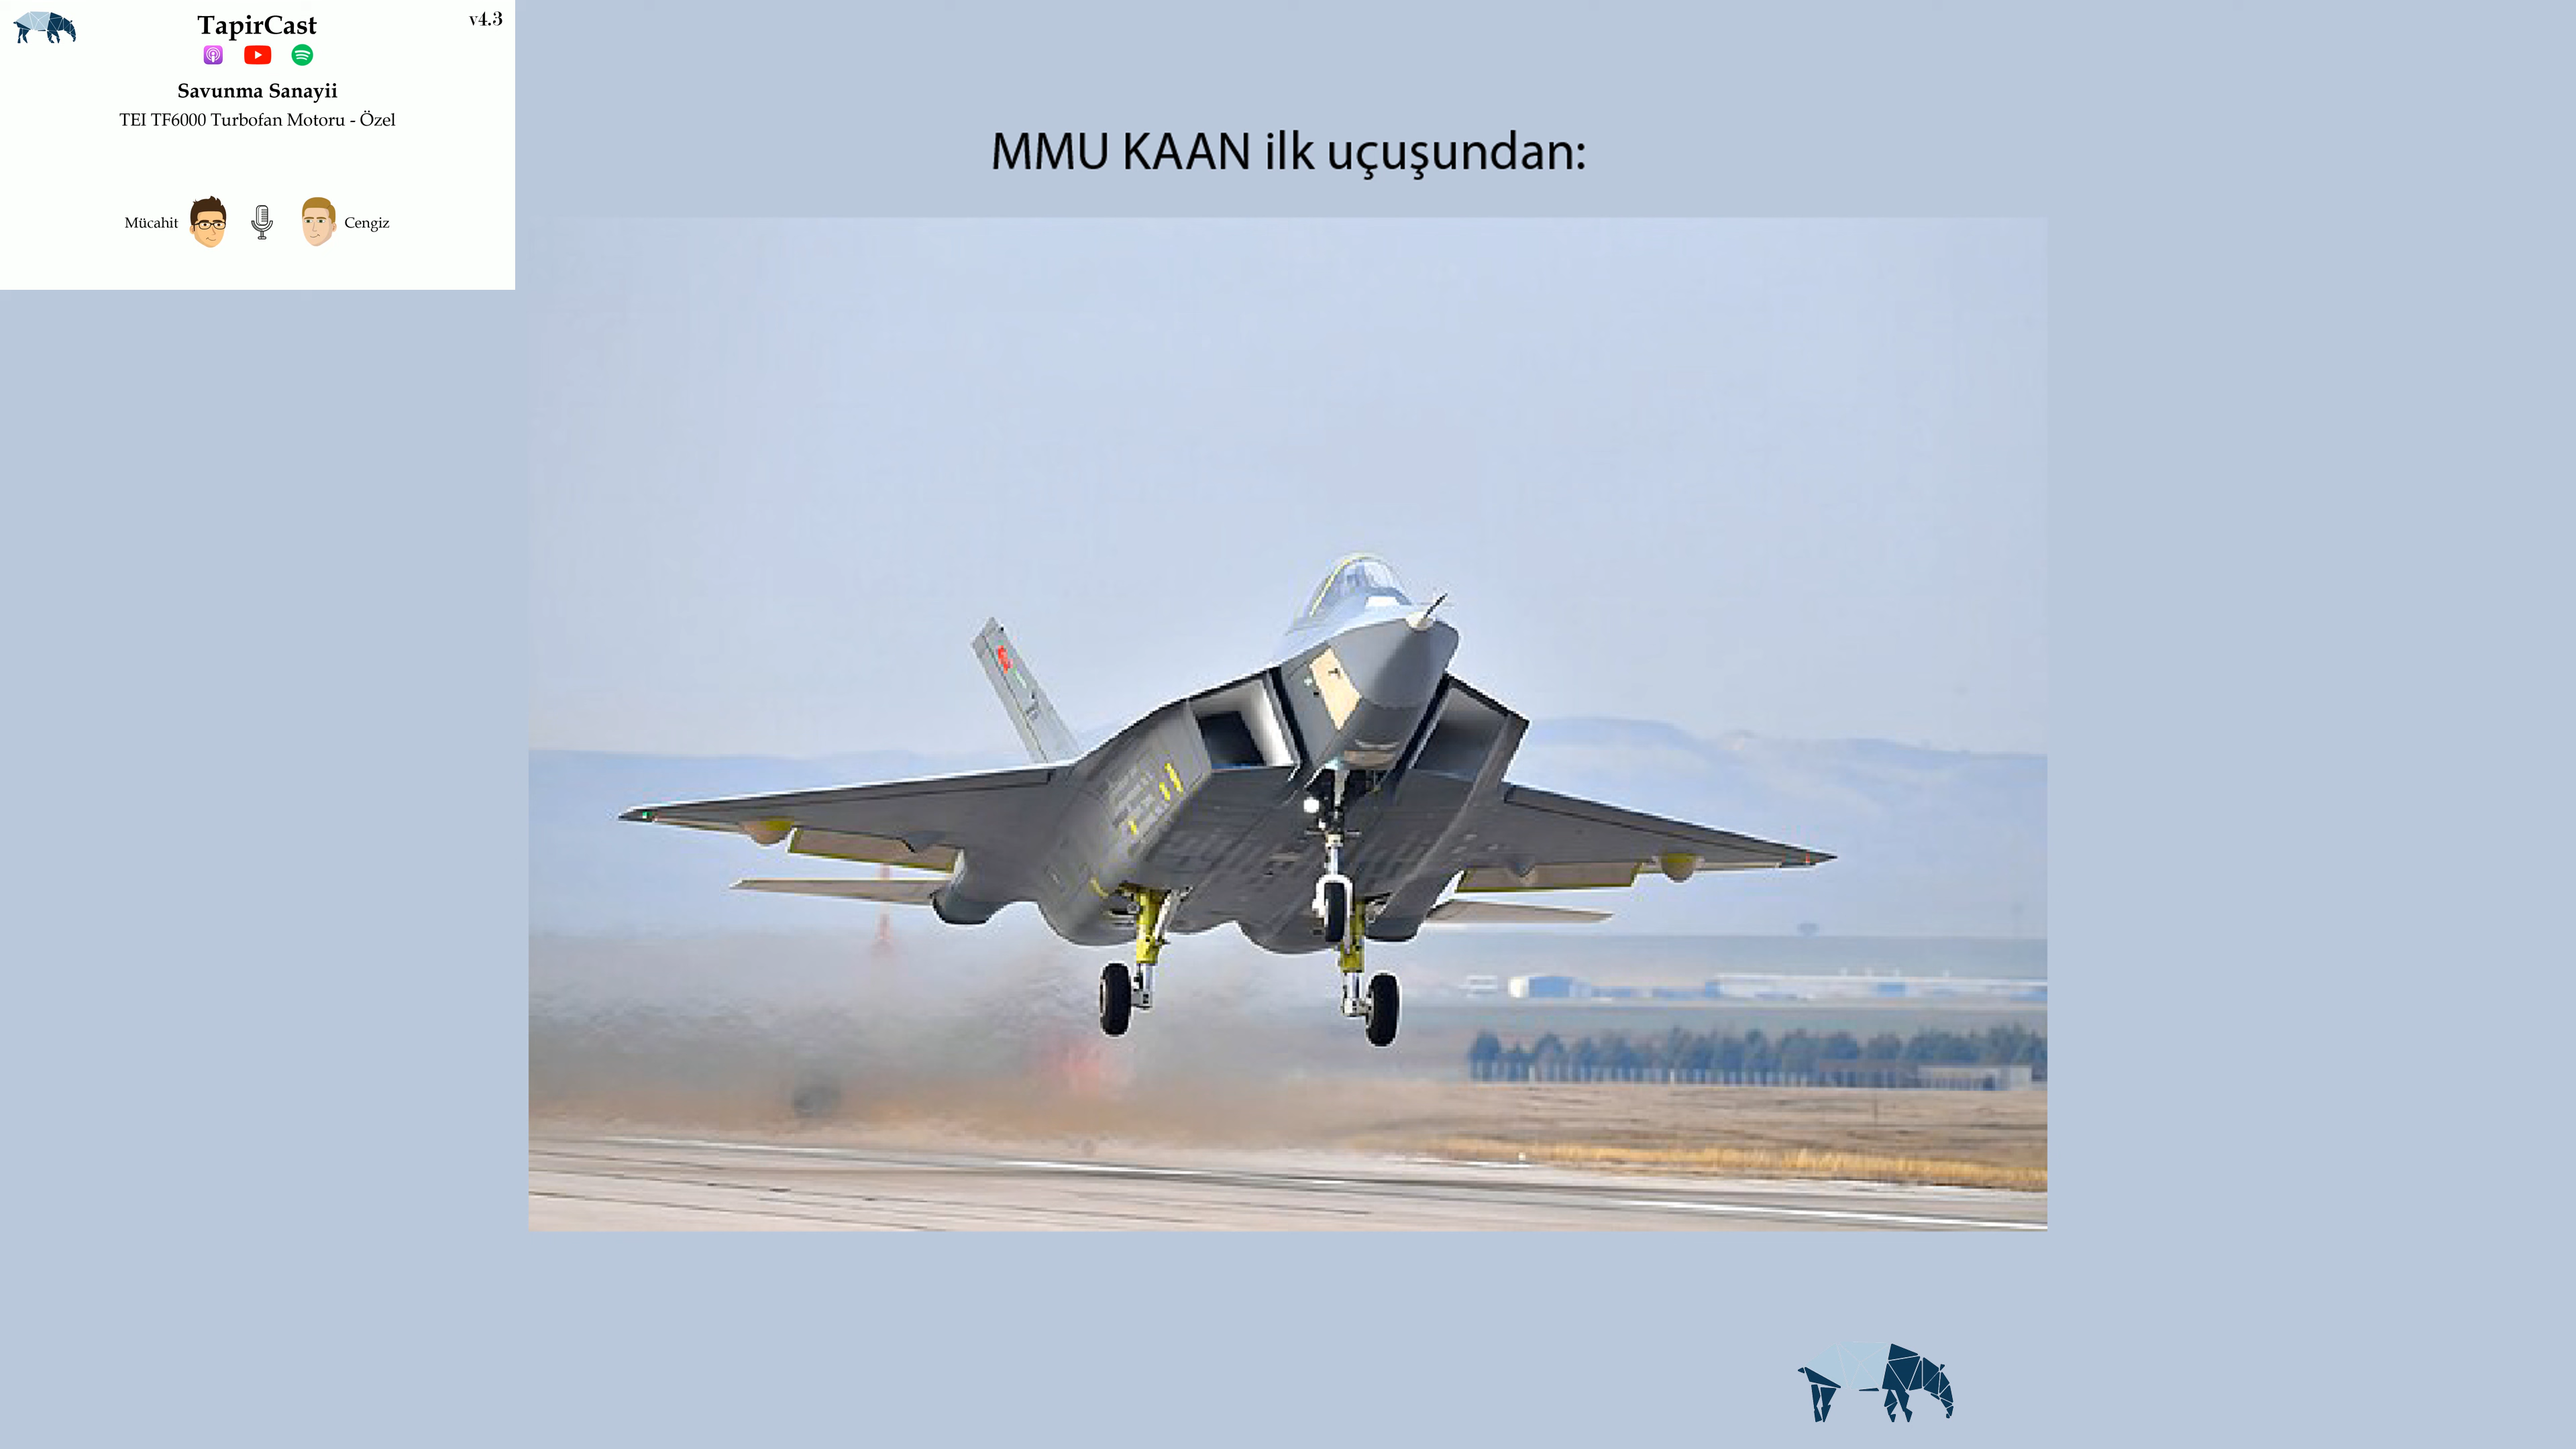 TapirCast
v4.3
Savunma Sanayii
TEI TF6000 Turbofan Motoru - Özel
Mücahit
Cengiz
MMU KAAN ilk uçuşundan: